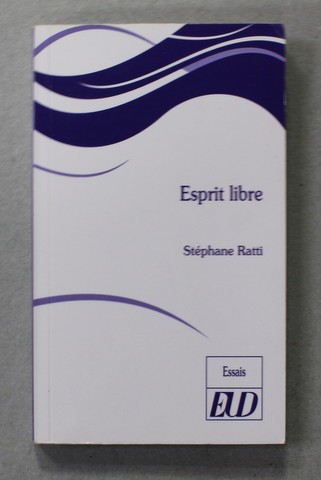 Esprit libre
Stéphane Ratti
Essais
EUD